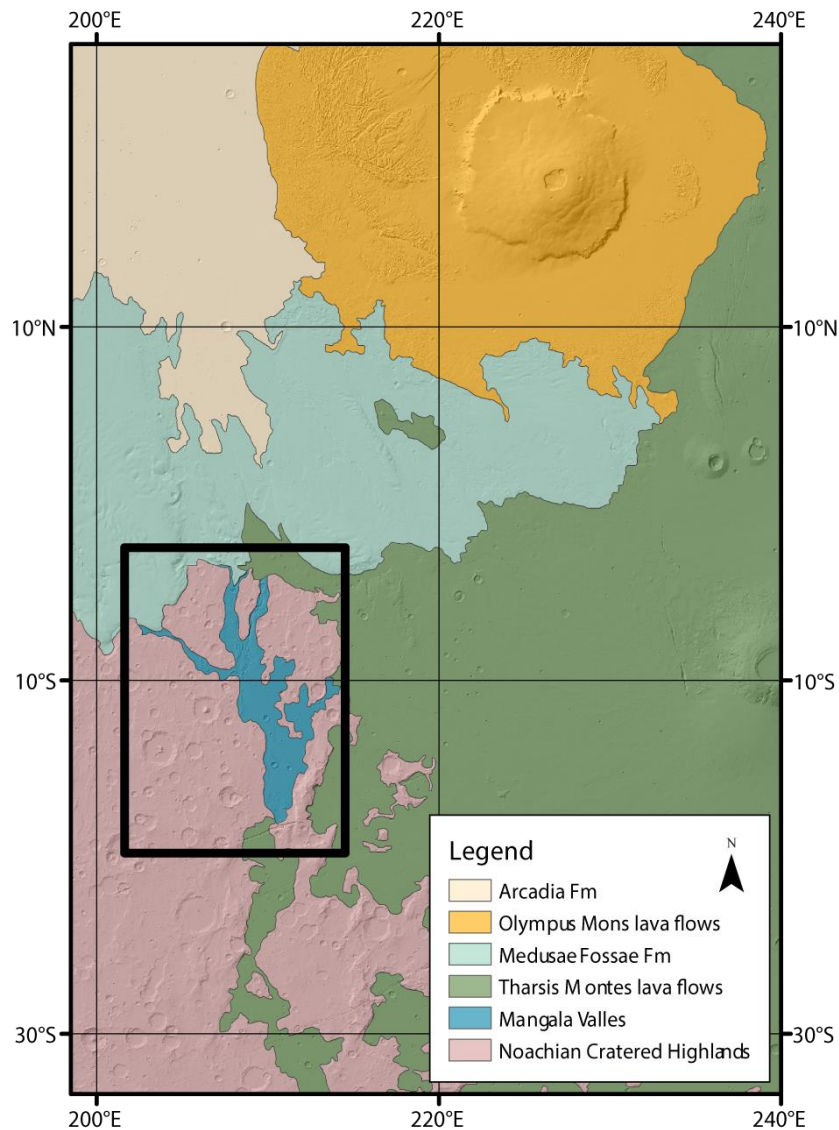 200°E 220°E 240°E
10°N 10°N
10°S 10°S
Legend
N
Arcadia Fm
Olympus Mons lava flows
Medusae Fossae Fm
Tharsis Montes lava flows
Mangala Valles
Noachian Cratered Highlands
30°S 30°S
200°E 220°E 240°E